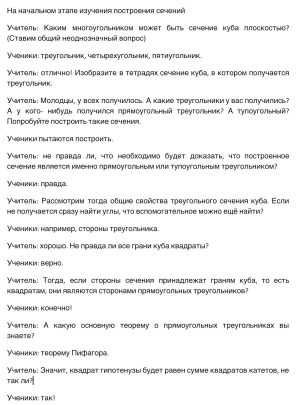 На начальном этапе изучения построения сечений
Учитель: Каким многоугольником может быть сечение куба плоскостью?
(Ставим общий неоднозначный вопрос)
Ученики: треугольник, четырехугольник, пятиугольник.
Учитель: отлично! Изобразите в тетрадях сечение куба, в котором получается
треугольник.
Учитель: Молодцы, у всех получилось. А какие треугольники у вас получились?
А у кого- нибудь получился прямоугольный треугольник? А тупоугольный?
Попробуйте построить такие сечения.
Ученики пытаются построить.
Учитель: не правда ли, что необходимо будет доказать, что построенное
сечение является именно прямоугольным или тупоугольным треугольником?
Ученики: правда.
Учитель: Рассмотрим тогда общие свойства треугольного сечения куба. Если
не получается сразу найти углы, что вспомогательное можно ещё найти?
Ученики: например, стороны треугольника.
Учитель: хорошо. Не правда ли все грани куба квадраты?
Ученики: верно.
Учитель: Тогда, если стороны сечения принадлежат граням куба, то есть
квадратам, они являются сторонами прямоугольных треугольников?
Ученики: конечно!
Учитель: А какую основную теорему о прямоугольных треугольниках вы
знаете?
Ученики: теорему Пифагора.
Учитель: Значит, квадрат гипотенузы будет равен сумме квадратов катетов, не
так ли?
Ученики: так!